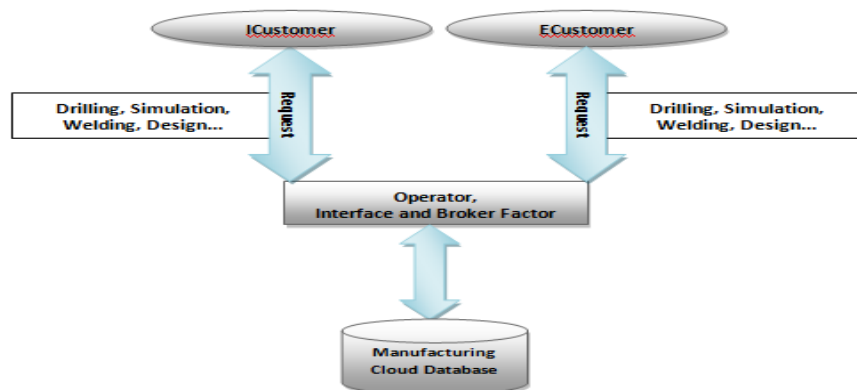 ICustomer
ECustomer
Request
Request
Drilling, Simulation,
Welding, Design...
Drilling, Simulation,
Welding, Design...
Operator,
Interface and Broker Factor
Manufacturing
Cloud Database